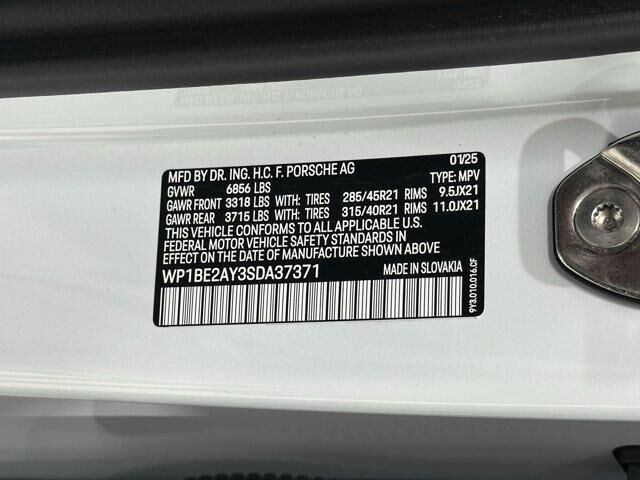 MFD BY DR. ING. H.C. F. PORSCHE AG 01/25
GVWR 6856 LBS TYPE: MPV
GAWR FRONT 3318 LBS WITH: TIRES 285/45R21 RIMS 9.5JX21
GAWR REAR 3715 LBS WITH: TIRES 315/40R21 RIMS 11.0JX21
THIS VEHICLE CONFORMS TO ALL APPLICABLE U.S.
FEDERAL MOTOR VEHICLE SAFETY STANDARDS IN
EFFECT ON THE DATE OF MANUFACTURE SHOWN ABOVE
WP1BE2AY3SDA37371 MADE IN SLOVAKIA
9Y3.010.016.CF